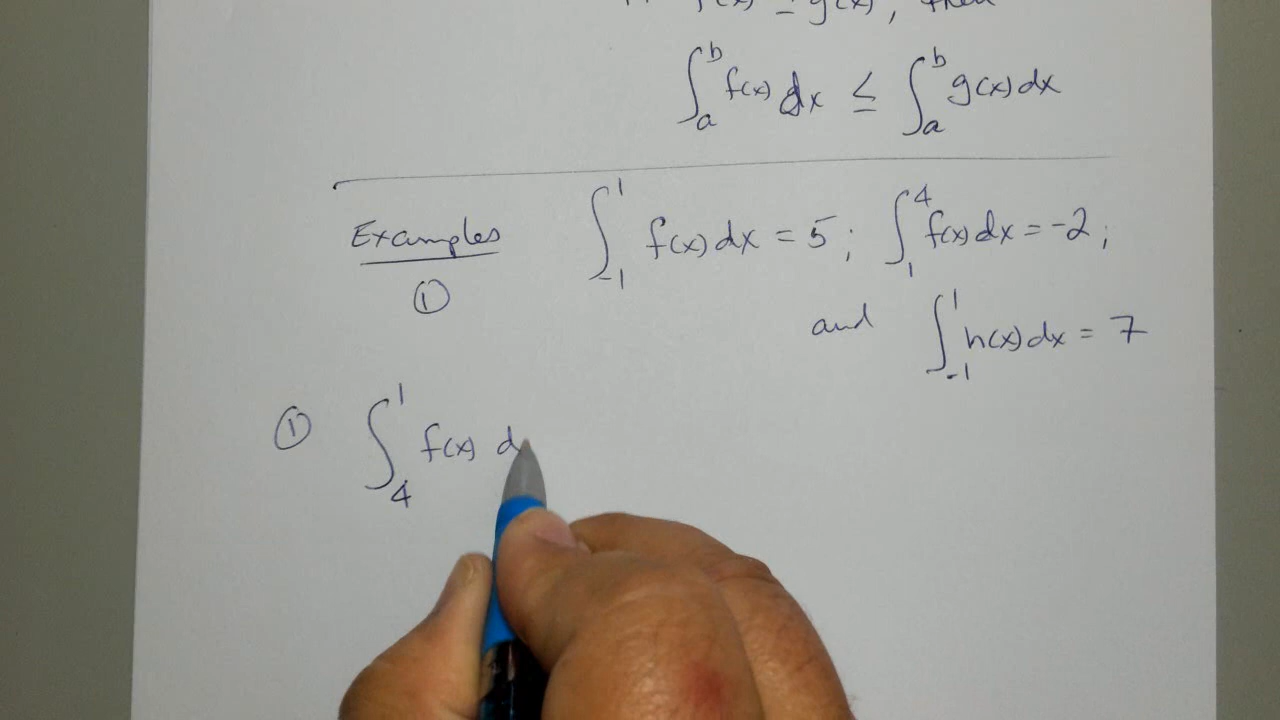 f(x) ≤ g(x), then
∫_a^b f(x) dx ≤ ∫_a^b g(x) dx
Examples ∫_{-1}^1 f(x) dx = 5; ∫_1^4 f(x) dx = -2;
①
and ∫_{-1}^1 h(x) dx = 7
① ∫_4^1 f(x) d